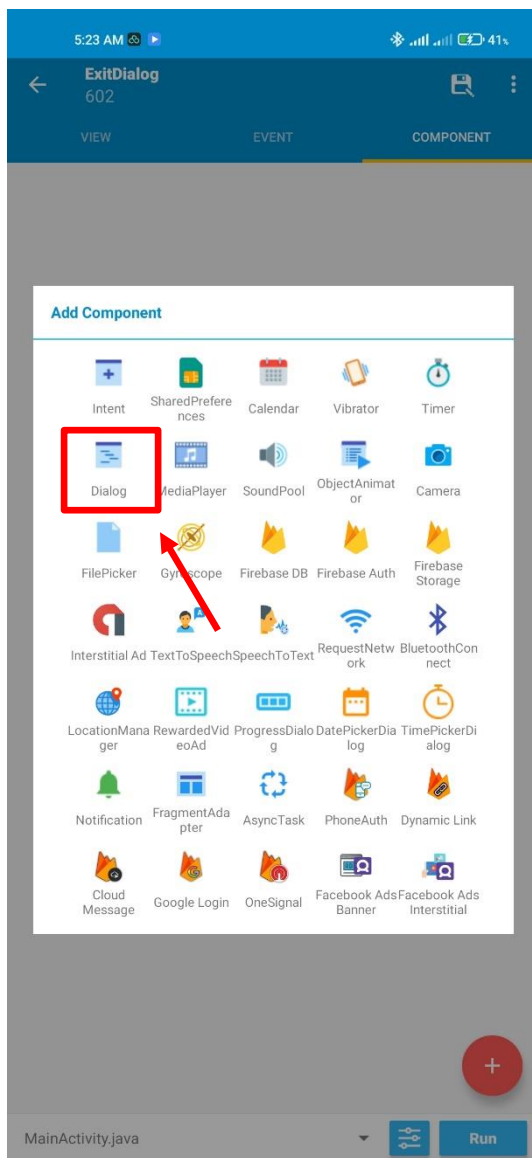 5:23 AM
41%
ExitDialog
602
VIEW
EVENT
COMPONENT
Add Component
Intent
SharedPrefere
nces
Calendar
Vibrator
Timer
Dialog
MediaPlayer
SoundPool
ObjectAnimat
or
Camera
FilePicker
Gyroscope
Firebase DB
Firebase Auth
Firebase
Storage
Interstitial Ad
TextToSpeech
SpeechToText
RequestNetw
ork
BluetoothCon
nect
LocationMana
ger
RewardedVid
eoAd
ProgressDialo
g
DatePickerDia
log
TimePickerDi
alog
Notification
FragmentAda
pter
AsyncTask
PhoneAuth
Dynamic Link
Cloud
Message
Google Login
OneSignal
Facebook Ads
Banner
Facebook Ads
Interstitial
MainActivity.java
Run